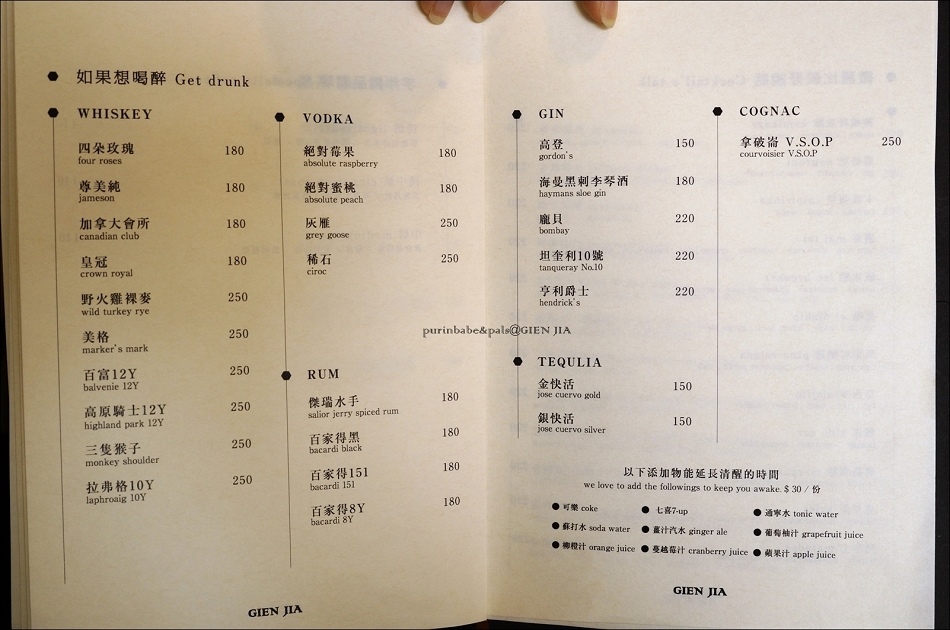 如果想喝醉 Get drunk
WHISKEY
四朵玫瑰 180
four roses
尊美純 180
jameson
加拿大會所 180
canadian club
皇冠 180
crown royal
野火雞裸麥 250
wild turkey rye
美格 250
marker's mark
百富12Y 250
balvenie 12Y
高原騎士12Y 250
highland park 12Y
三隻猴子 250
monkey shoulder
拉弗格10Y 250
laphroaig 10Y
VODKA
絕對莓果 180
absolute raspberry
絕對蜜桃 180
absolute peach
灰雁 250
grey goose
稀石 250
ciroc
RUM
傑瑞水手 180
salior jerry spiced rum
百家得黑 180
bacardi black
百家得151 180
bacardi 151
百家得8Y 180
bacardi 8Y
GIEN JIA
GIN
高登 150
gordon's
海曼黑刺李琴酒 180
haymans sloe gin
龐貝 220
bombay
坦奎利10號 220
tanqueray No.10
亨利爵士 220
hendrick's
purinbabe&pals@GIEN JIA
TEQULIA
金快活 150
jose cuervo gold
銀快活 150
jose cuervo silver
COGNAC
拿破崙 V.S.O.P 250
courvoisier V.S.O.P
以下添加物能延長清醒的時間
we love to add the followings to keep you awake. $ 30 / 份
可樂 coke 七喜7-up 通寧水 tonic water
蘇打水 soda water 薑汁汽水 ginger ale 葡萄柚汁 grapefruit juice
柳橙汁 orange juice 蔓越莓汁 cranberry juice 蘋果汁 apple juice
GIEN JIA